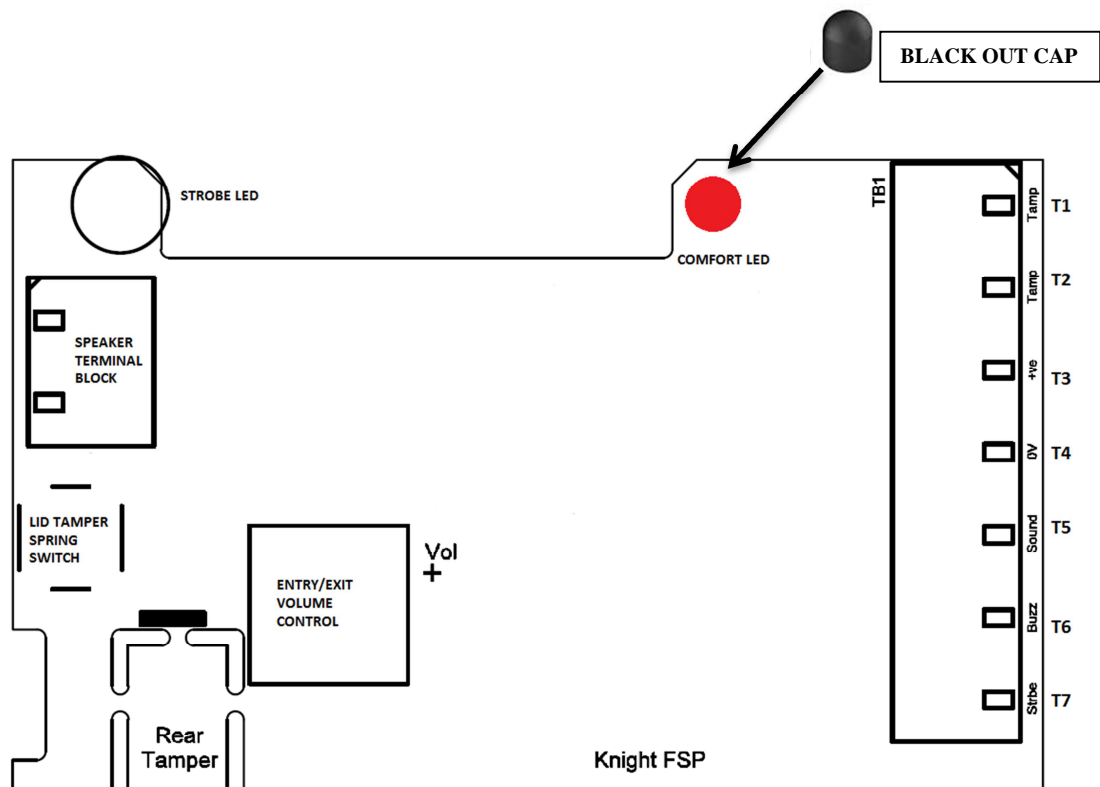 BLACK OUT CAP
STROBE LED
COMFORT LED
TB1
Tamp T1
Tamp T2
+ve T3
0V T4
Sound T5
Buzz T6
Strbe T7
SPEAKER
TERMINAL
BLOCK
LID TAMPER
SPRING
SWITCH
ENTRY/EXIT
VOLUME
CONTROL
Vol
+
Rear
Tamper
Knight FSP